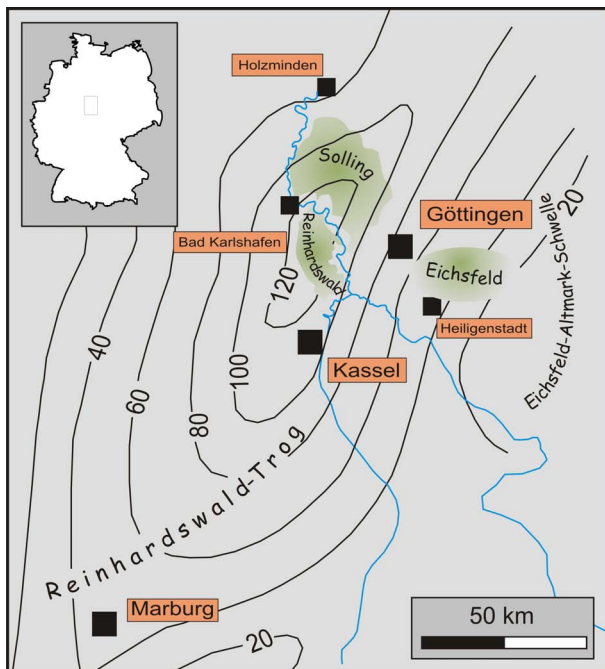 Holzminden
Solling
Göttingen
Bad Karlshafen
Reinhardswald
20
Eichsfeld
Eichsfeld-Altmark-Schwelle
120
Heiligenstadt
40
100
Kassel
60
80
Reinhardswald-Trog
Marburg
20
50 km